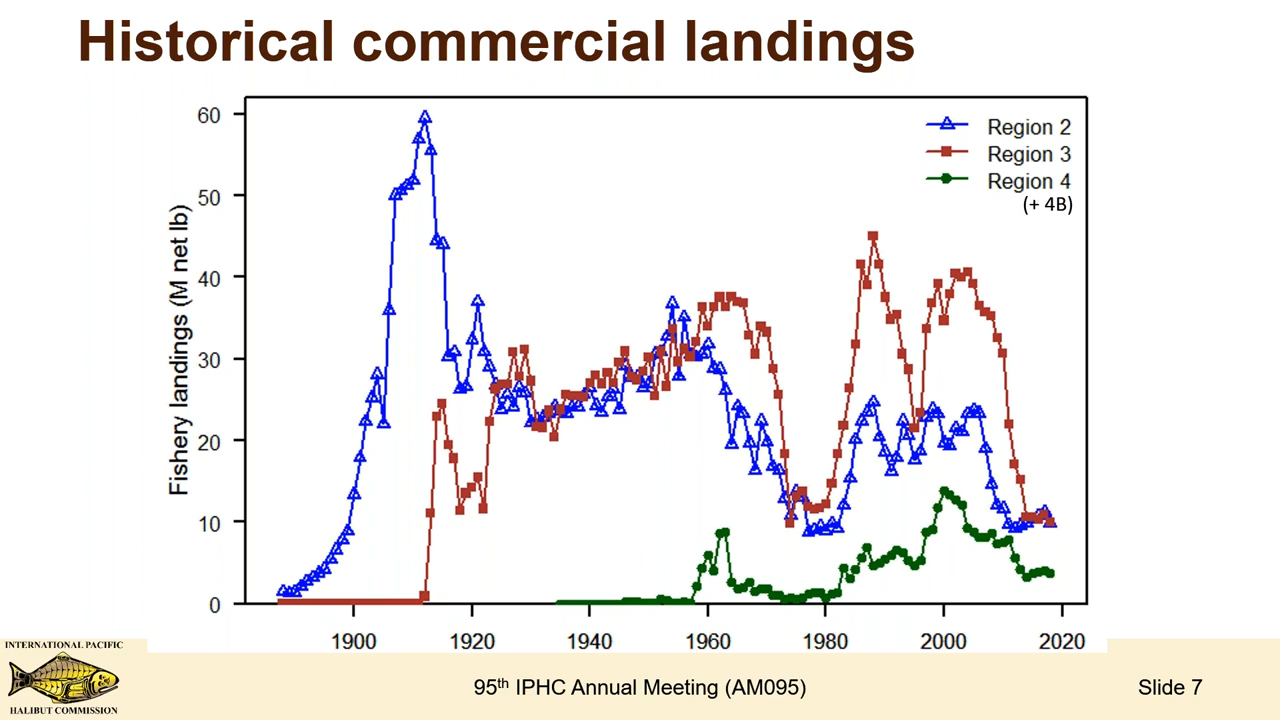 Historical commercial landings
Fishery landings (M net lb)
60
50
40
30
20
10
0
Region 2
Region 3
Region 4
(+ 4B)
1900
1920
1940
1960
1980
2000
2020
INTERNATIONAL PACIFIC
HALIBUT COMMISSION
95th IPHC Annual Meeting (AM095)
Slide 7